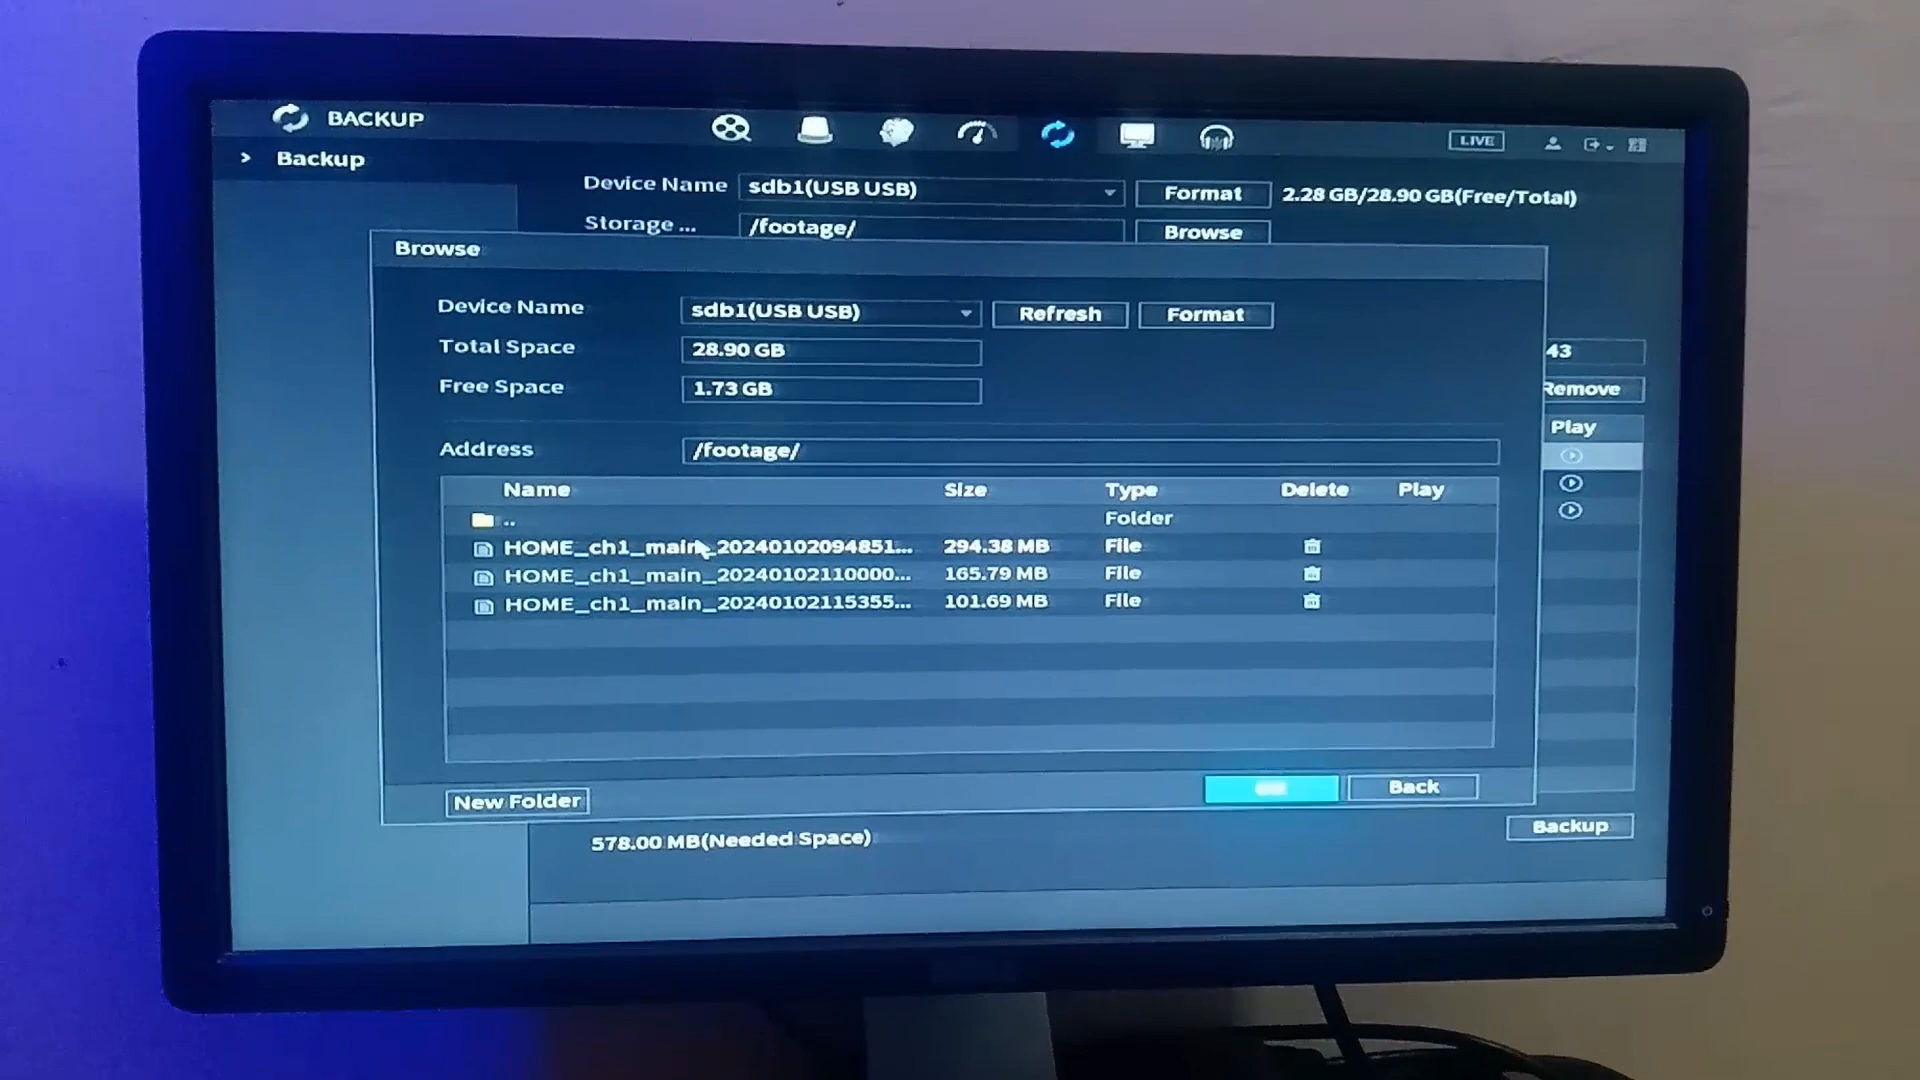 BACKUP
LIVE
Backup
Device Name sdb1(USB USB) Format 2.28 GB/28.90 GB(Free/Total)
Storage ... /footage/ Browse
Browse
Device Name sdb1(USB USB) Refresh Format
Total Space 28.90 GB
43
Free Space 1.73 GB
Remove
Play
Address /footage/
Name Size Type Delete Play
.. Folder
HOME_ch1_main_20240102094851... 294.38 MB File
HOME_ch1_main_20240102110000... 165.79 MB File
HOME_ch1_main_20240102115355... 101.69 MB File
New Folder Back
578.00 MB(Needed Space) Backup